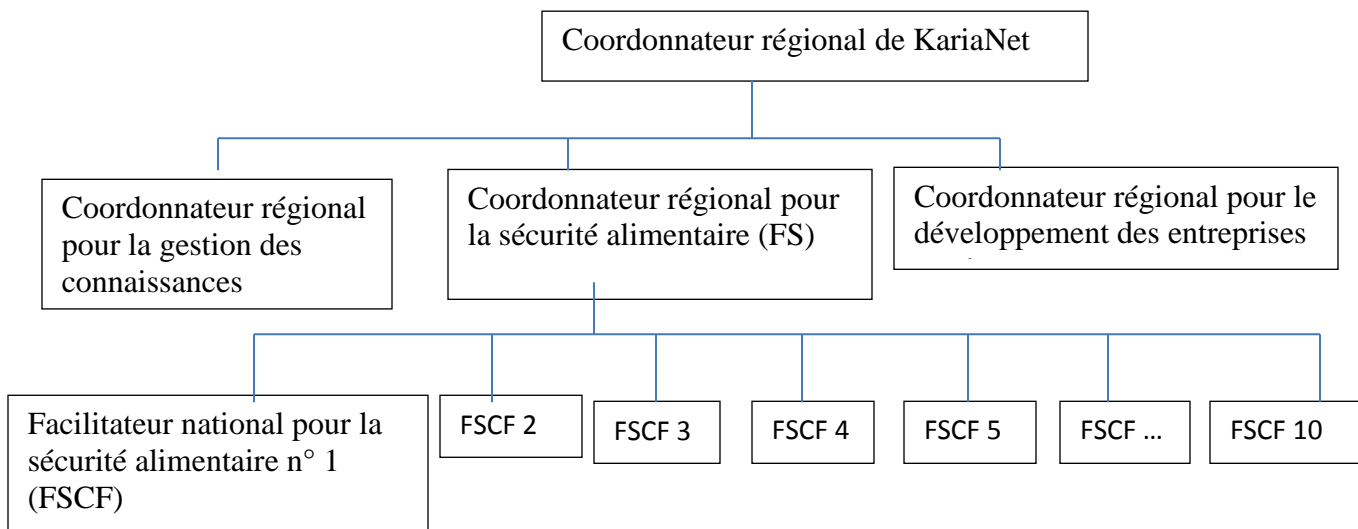 Coordonnateur régional de KariaNet
Coordonnateur régional
pour la gestion des
connaissances
Coordonnateur régional pour
la sécurité alimentaire (FS)
Coordonnateur régional pour le
développement des entreprises
Facilitateur national pour la
sécurité alimentaire n° 1
(FSCF)
FSCF 2
FSCF 3
FSCF 4
FSCF 5
FSCF ...
FSCF 10